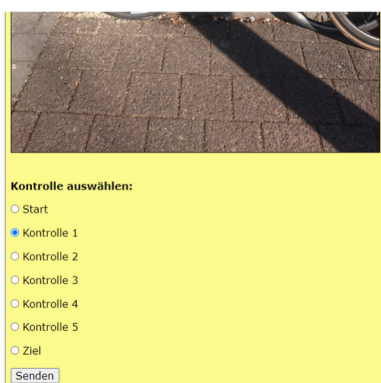 Kontrolle auswählen:
Start
Kontrolle 1
Kontrolle 2
Kontrolle 3
Kontrolle 4
Kontrolle 5
Ziel
Senden